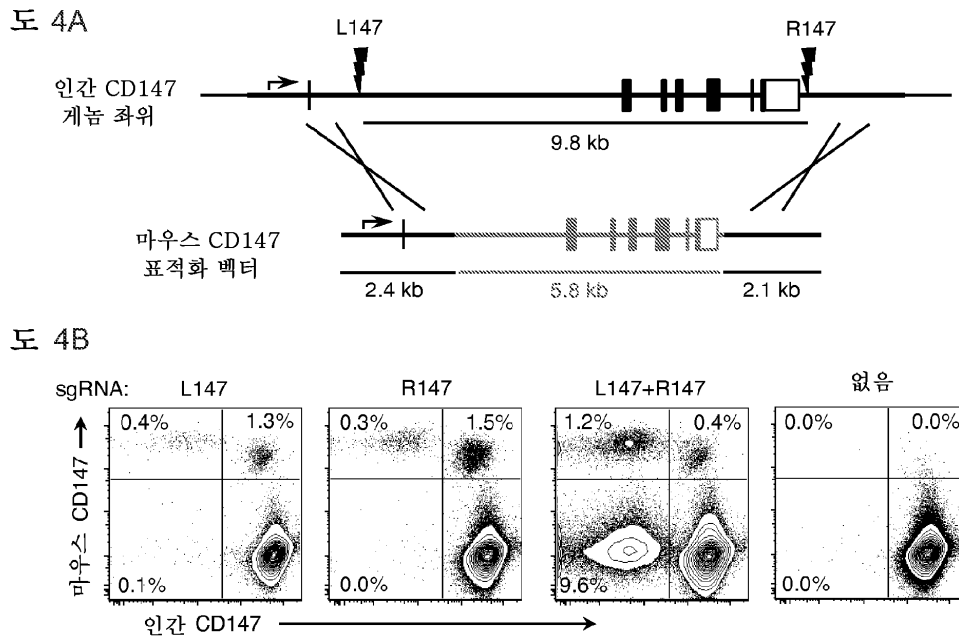 도 4A
L147
R147
인간 CD147
게놈 좌위
9.8 kb
마우스 CD147
표적화 벡터
2.4 kb
5.8 kb
2.1 kb
도 4B
sgRNA:
L147
R147
L147+R147
없음
0.4%
1.3%
0.3%
1.5%
1.2%
0.4%
0.0%
0.0%
마우스 CD147
0.1%
0.0%
9.6%
0.0%
인간 CD147